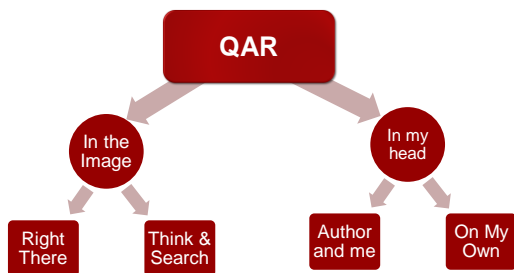 QAR
In the
Image
In my
head
Right
There
Think &
Search
Author
and me
On My
Own